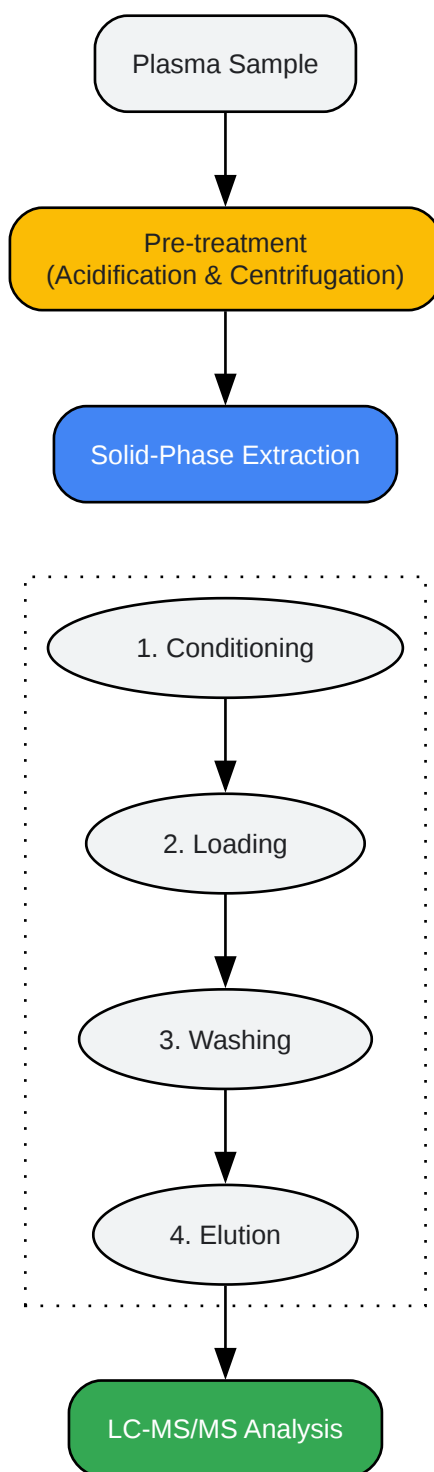 Plasma Sample
Pre-treatment
(Acidification & Centrifugation)
Solid-Phase Extraction
1. Conditioning
2. Loading
3. Washing
4. Elution
LC-MS/MS Analysis